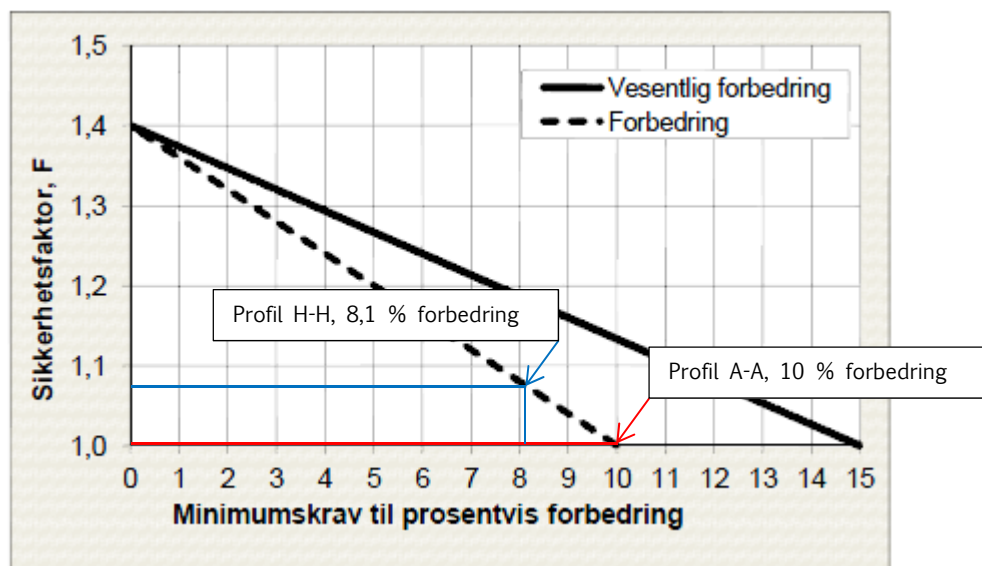 1,5
1,4
1,3
1,2
1,1
1,0
Sikkerhetsfaktor, F
Vesentlig forbedring
Forbedring
Profil H-H, 8,1 % forbedring
Profil A-A, 10 % forbedring
0 1 2 3 4 5 6 7 8 9 10 11 12 13 14 15
Minimumskrav til prosentvis forbedring